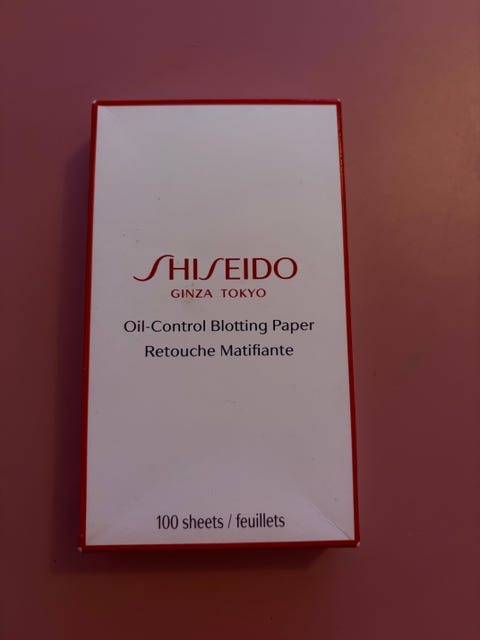 SHISEIDO
GINZA TOKYO
Oil-Control Blotting Paper
Retouche Matifiante
100 sheets / feuillets